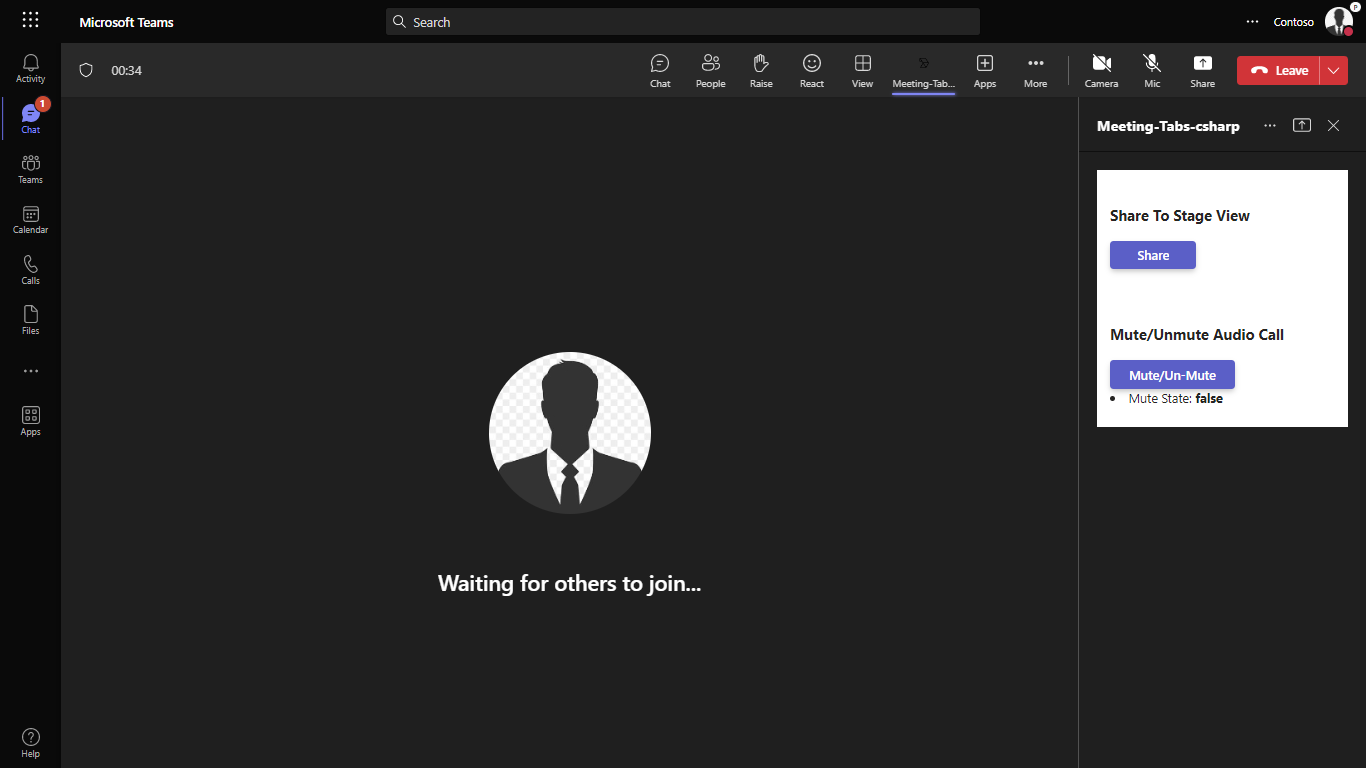 Microsoft Teams
Search
Contoso
P
Activity
1
Chat
Teams
Calendar
Calls
Files
Apps
Help
00:34
Chat
People
Raise
React
View
Meeting-Tab...
Apps
More
Camera
Mic
Share
Leave
Waiting for others to join...
Meeting-Tabs-csharp
Share To Stage View
Share
Mute/Unmute Audio Call
Mute/Un-Mute
Mute State: false